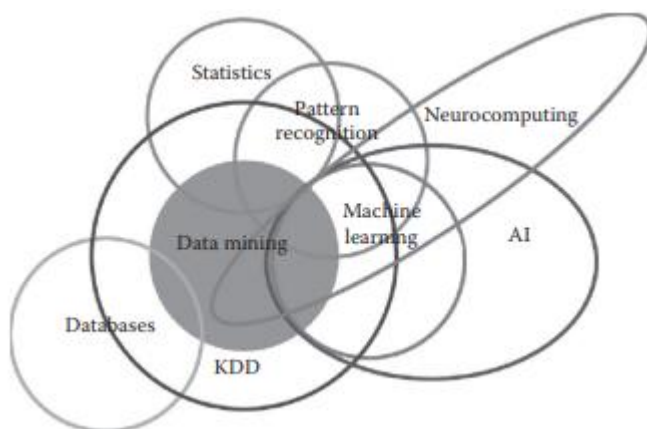 Statistics
Pattern
recognition
Neurocomputing
Machine
learning
AI
Data mining
Databases
KDD